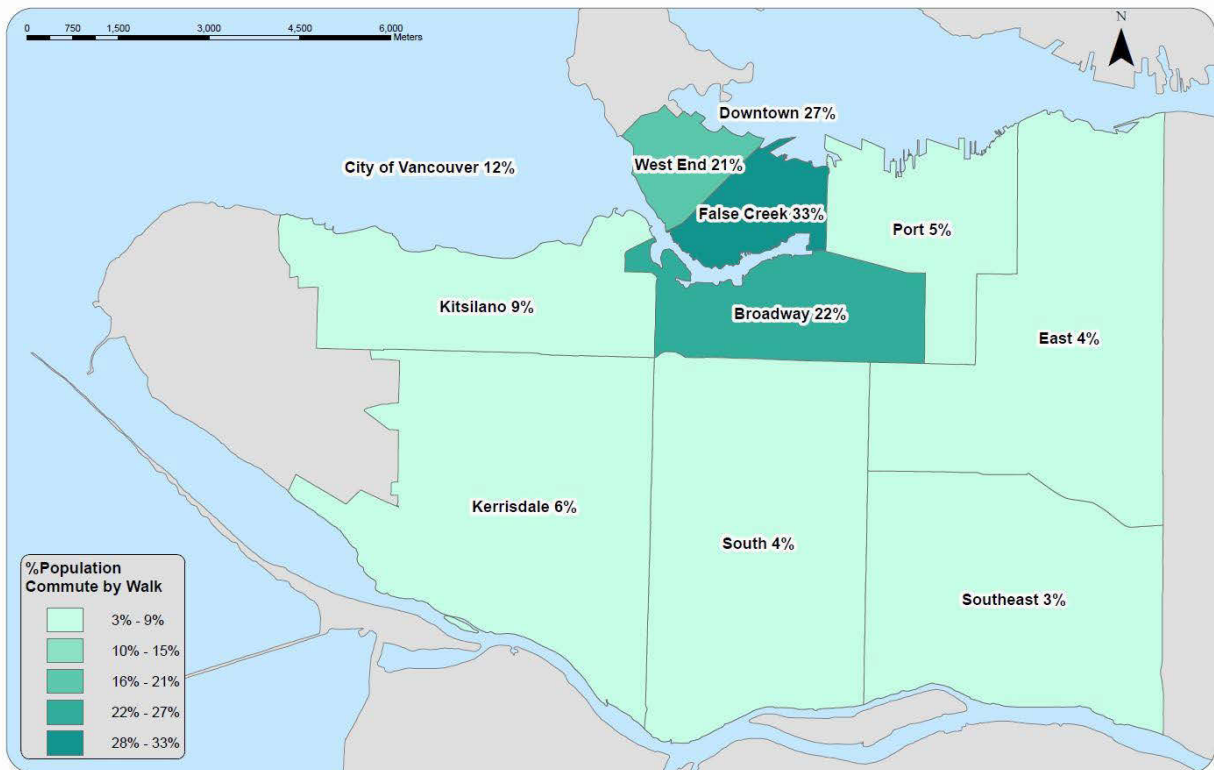 0 750 1,500 3,000 4,500 6,000
Meters
N
Downtown 27%
City of Vancouver 12%
West End 21%
False Creek 33%
Port 5%
Kitsilano 9%
Broadway 22%
East 4%
Kerrisdale 6%
South 4%
Southeast 3%
%Population
Commute by Walk
3% - 9%
10% - 15%
16% - 21%
22% - 27%
28% - 33%